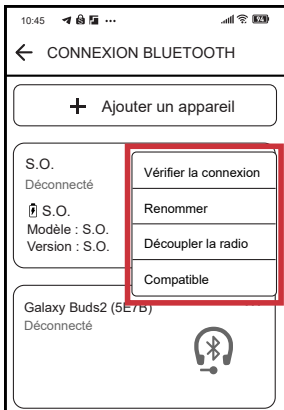 10:45 ... 94
CONNEXION BLUETOOTH
+ Ajouter un appareil
S.O.
Déconnecté
S.O.
Modèle : S.O.
Version : S.O.
Vérifier la connexion
Renommer
Découpler la radio
Compatible
Galaxy Buds2 (5E7B)
Déconnecté